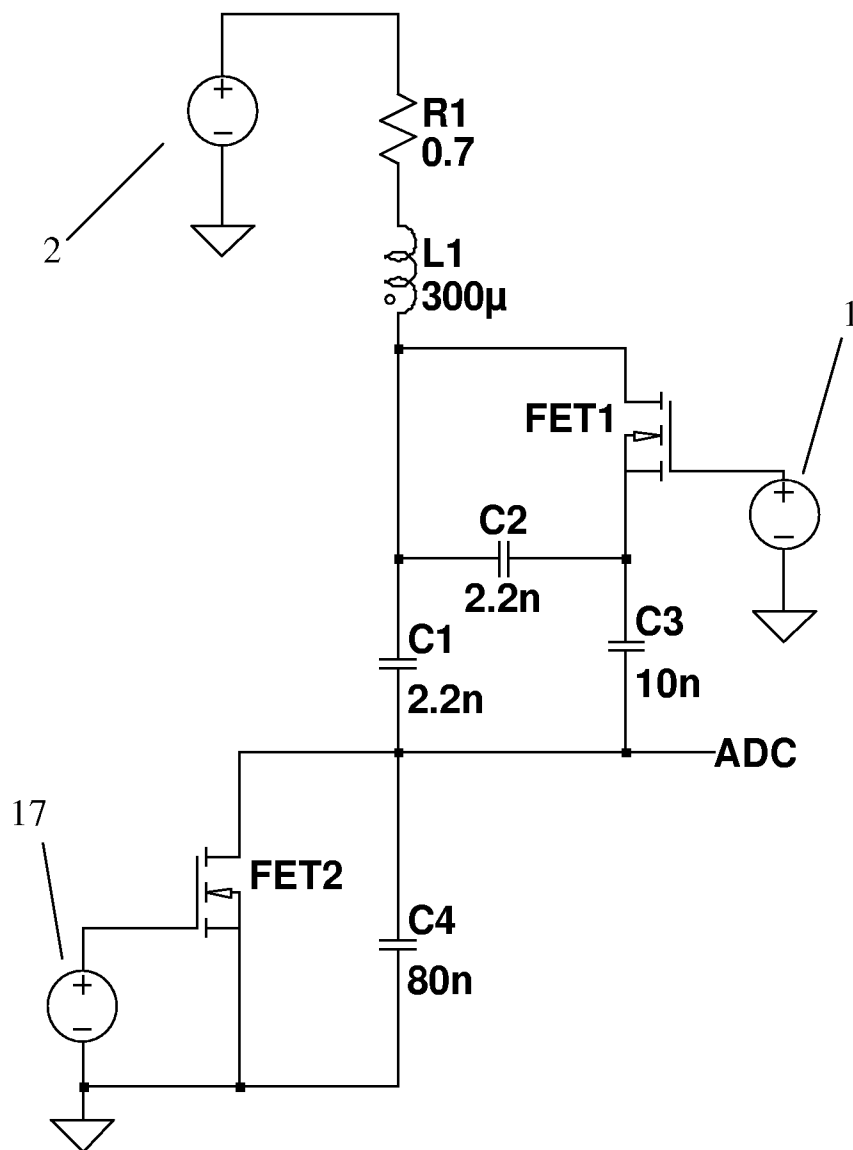 R1
0.7
2
L1
300µ
1
FET1
C2
2.2n
C3
10n
C1
2.2n
ADC
17
FET2
C4
80n